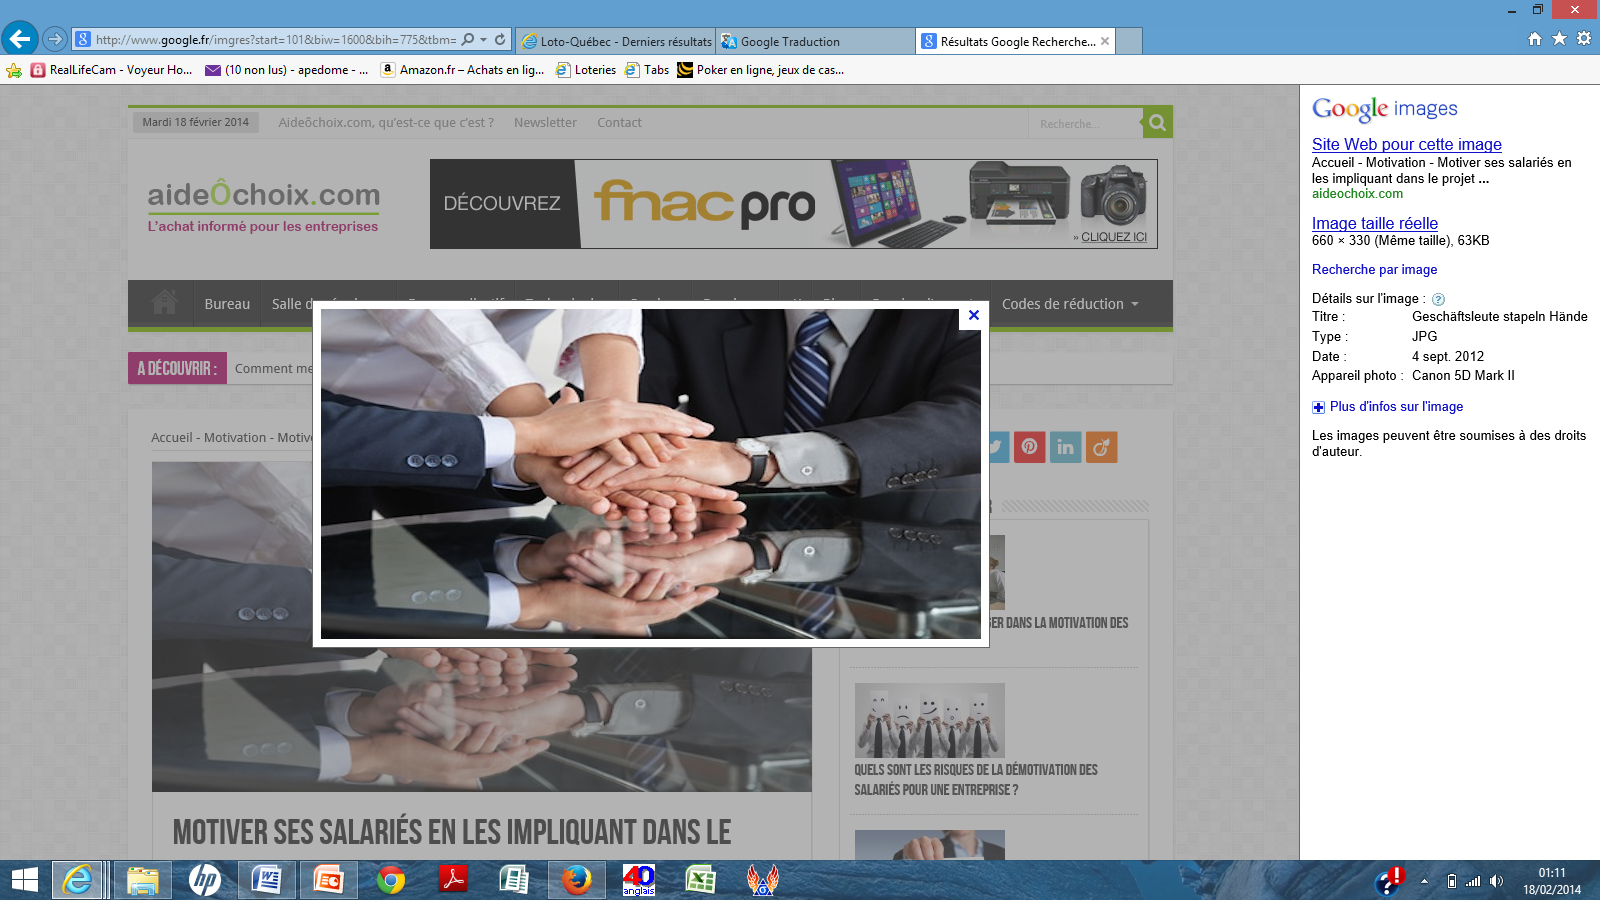 http://www.google.fr/imgres?start=101&biw=1600&bih=775&tbm=
Loto-Québec - Derniers résultats
Google Traduction
Résultats Google Recherche...
RealLifeCam - Voyeur Ho...
(10 non lus) - apedome - ...
Amazon.fr – Achats en lig...
Loteries
Tabs
Poker en ligne, jeux de cas...
Mardi 18 février 2014
Aideôchoix.com, qu'est-ce que c'est ?
Newsletter
Contact
Recherche...
aideÔchoix.com
L'achat informé pour les entreprises
DÉCOUVREZ
fnac pro
» CLIQUEZ ICI
Bureau
Salle d
Codes de réduction
A DÉCOUVRIR :
Comment me
Accueil - Motivation - Motive
SER DANS LA MOTIVATION DES
QUELS SONT LES RISQUES DE LA DÉMOTIVATION DES
SALARIÉS POUR UNE ENTREPRISE ?
MOTIVER SES SALARIÉS EN LES IMPLIQUANT DANS LE
Google images
Site Web pour cette image
Accueil - Motivation - Motiver ses salariés en
les impliquant dans le projet ...
aideochoix.com
Image taille réelle
660 × 330 (Même taille), 63KB
Recherche par image
Détails sur l'image :
Titre : Geschäftsleute stapeln Hände
Type : JPG
Date : 4 sept. 2012
Appareil photo : Canon 5D Mark II
Plus d'infos sur l'image
Les images peuvent être soumises à des droits
d'auteur.
hp
40
anglais
01:11
18/02/2014